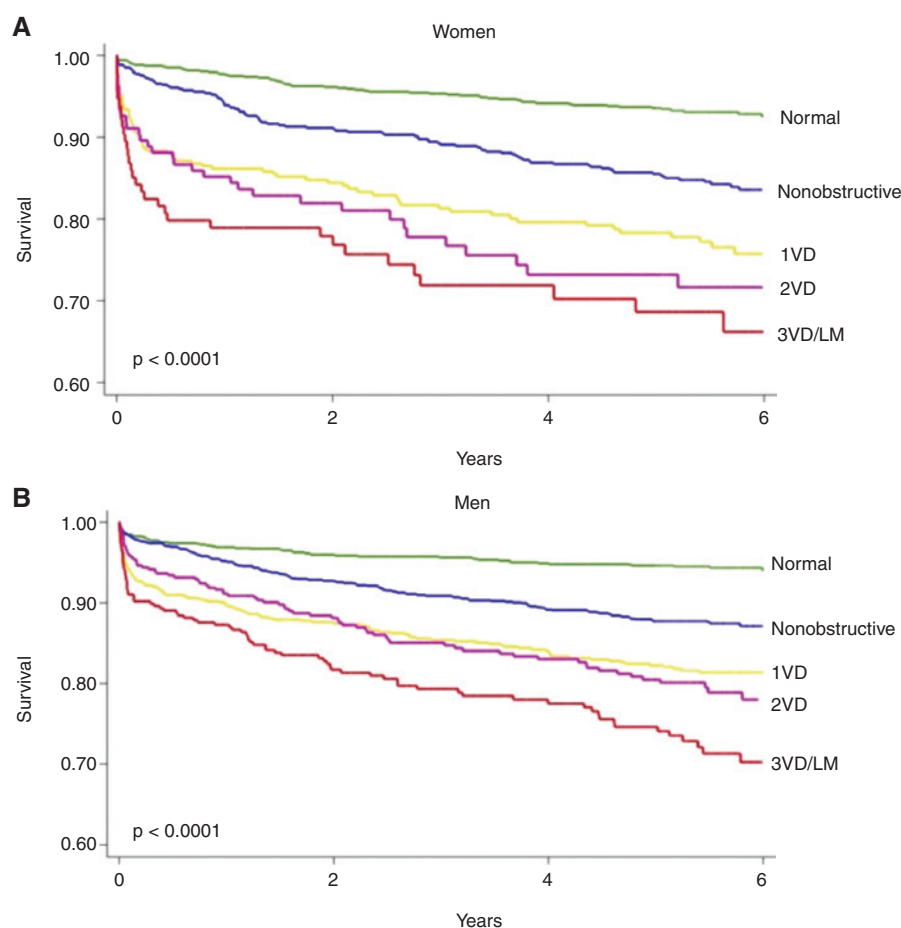 A
Women
1.00
0.90
0.80
0.70
0.60
Survival
Normal
Nonobstructive
1VD
2VD
3VD/LM
p < 0.0001
0 2 4 6
Years
B
Men
1.00
0.90
0.80
0.70
0.60
Survival
Normal
Nonobstructive
1VD
2VD
3VD/LM
p < 0.0001
0 2 4 6
Years